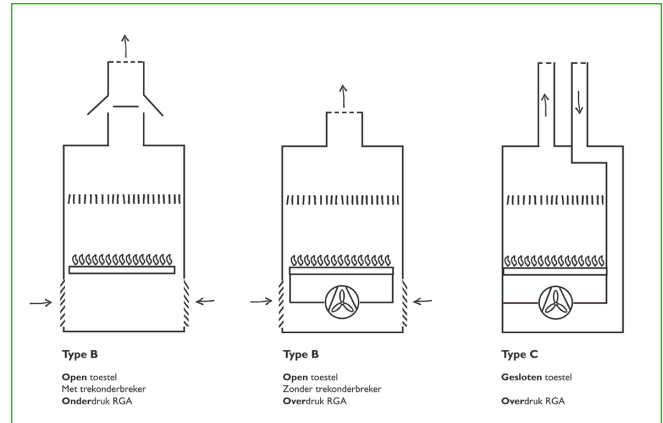 Type B
Open toestel
Met trekonderbreker
Onderdruk RGA
Type B
Open toestel
Zonder trekonderbreker
Overdruk RGA
Type C
Gesloten toestel
Overdruk RGA